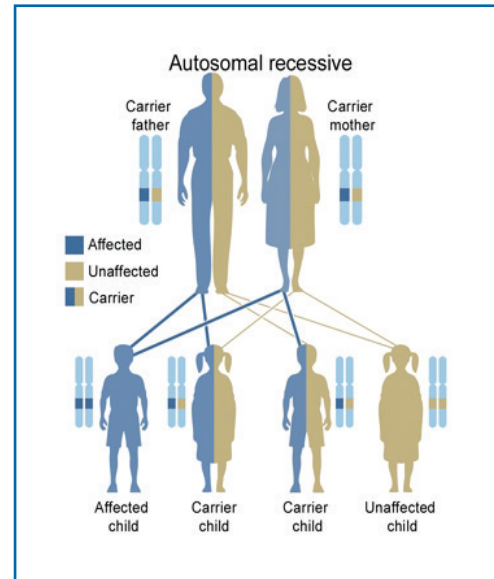 Autosomal recessive
Carrier
father
Carrier
mother
Affected
Unaffected
Carrier
Affected
child
Carrier
child
Carrier
child
Unaffected
child